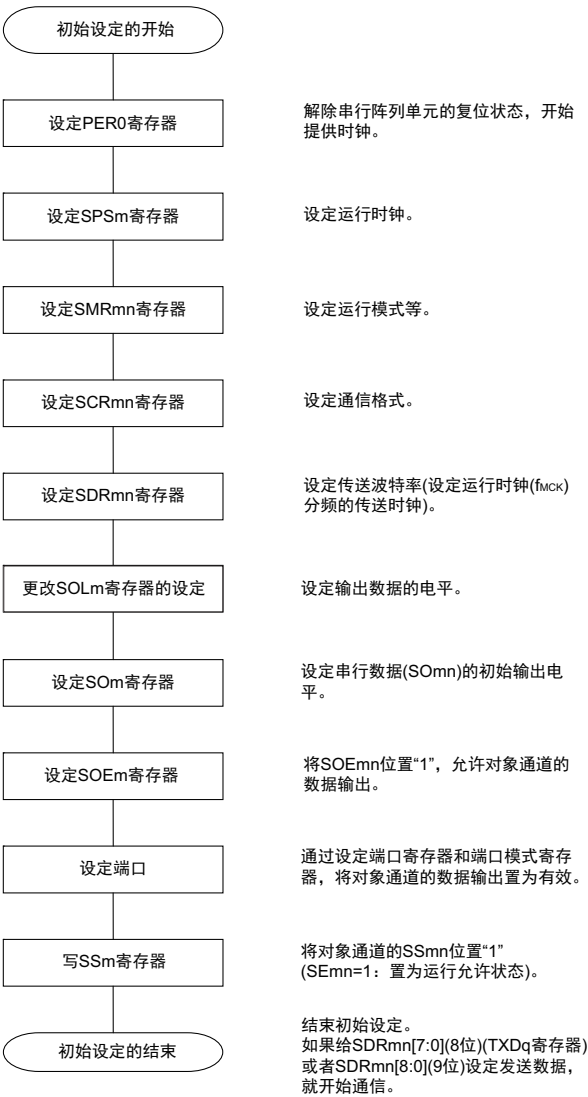 初始设定的开始
设定PER0寄存器
解除串行阵列单元的复位状态，开始
提供时钟。
设定SPSm寄存器
设定运行时钟。
设定SMRmn寄存器
设定运行模式等。
设定SCRmn寄存器
设定通信格式。
设定SDRmn寄存器
设定传送波特率(设定运行时钟(fMCK)
分频的传送时钟)。
更改SOLm寄存器的设定
设定输出数据的电平。
设定SOm寄存器
设定串行数据(SOmn)的初始输出电
平。
设定SOEm寄存器
将SOEmn位置“1”，允许对象通道的
数据输出。
设定端口
通过设定端口寄存器和端口模式寄存
器，将对象通道的数据输出置为有效。
写SSm寄存器
将对象通道的SSmn位置“1”
(SEmn=1：置为运行允许状态)。
初始设定的结束
结束初始设定。
如果给SDRmn[7:0](8位)(TXDq寄存器)
或者SDRmn[8:0](9位)设定发送数据，
就开始通信。